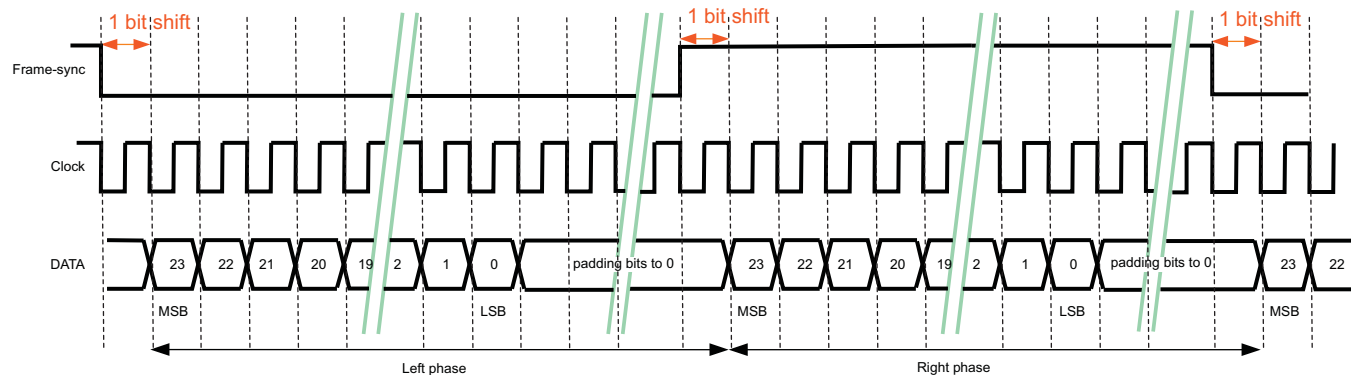 1 bit shift
1 bit shift
1 bit shift
Frame-sync
Clock
DATA
23 22 21 20 19 2 1 0 padding bits to 0 23 22 21 20 19 2 1 0 padding bits to 0 23 22
MSB LSB MSB LSB MSB
Left phase
Right phase